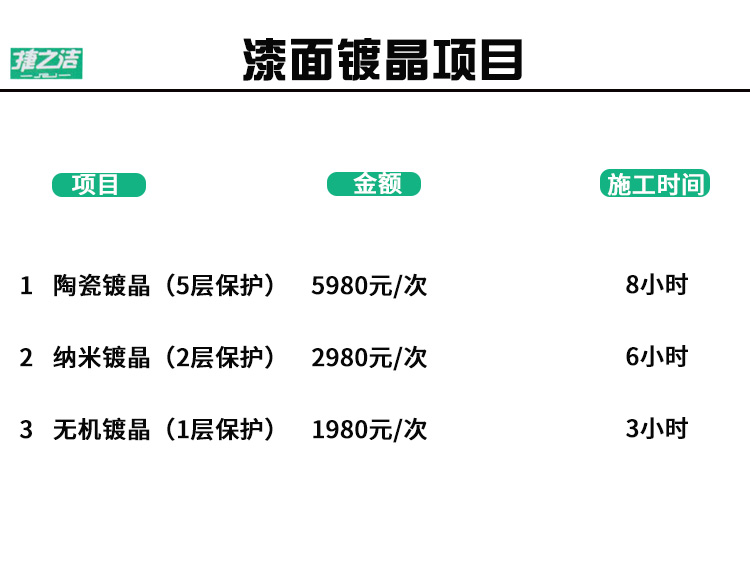 捷之洁
漆面镀晶项目
项目 金额 施工时间
1 陶瓷镀晶（5层保护） 5980元/次 8小时
2 纳米镀晶（2层保护） 2980元/次 6小时
3 无机镀晶（1层保护） 1980元/次 3小时